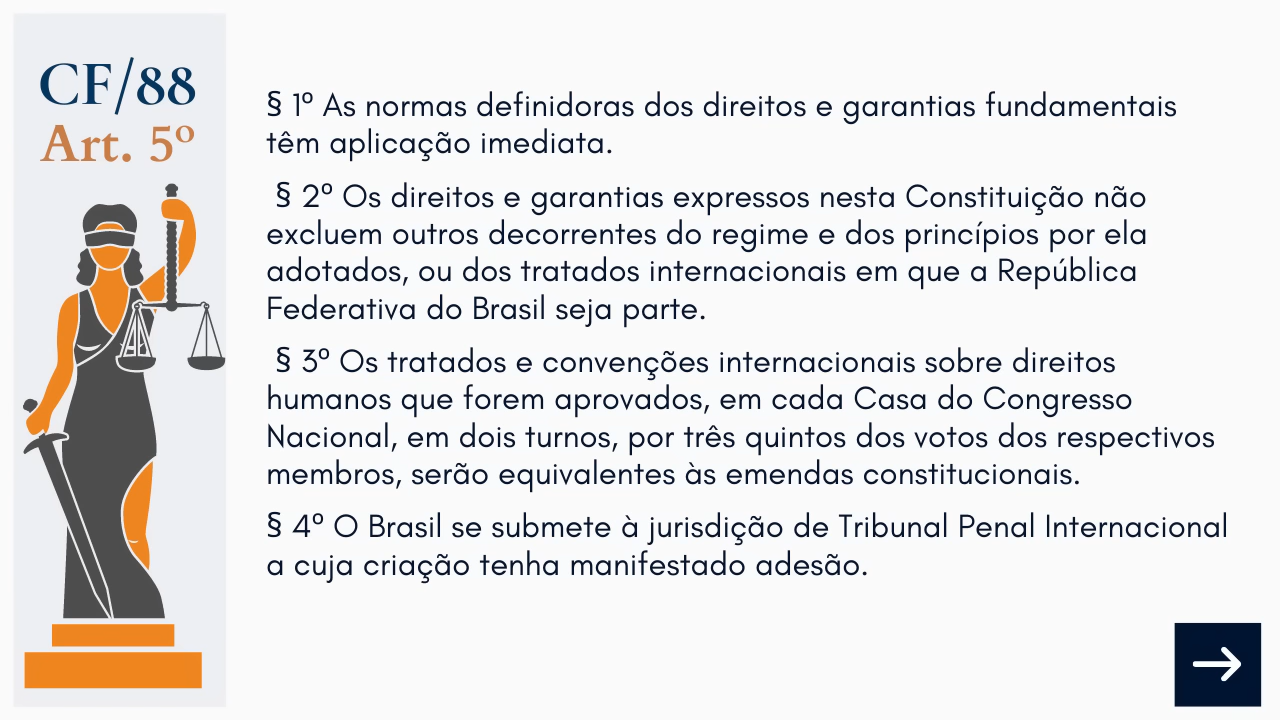 CF/88
Art. 5º
§ 1º As normas definidoras dos direitos e garantias fundamentais
têm aplicação imediata.
§ 2º Os direitos e garantias expressos nesta Constituição não
excluem outros decorrentes do regime e dos princípios por ela
adotados, ou dos tratados internacionais em que a República
Federativa do Brasil seja parte.
§ 3º Os tratados e convenções internacionais sobre direitos
humanos que forem aprovados, em cada Casa do Congresso
Nacional, em dois turnos, por três quintos dos votos dos respectivos
membros, serão equivalentes às emendas constitucionais.
§ 4º O Brasil se submete à jurisdição de Tribunal Penal Internacional
a cuja criação tenha manifestado adesão.